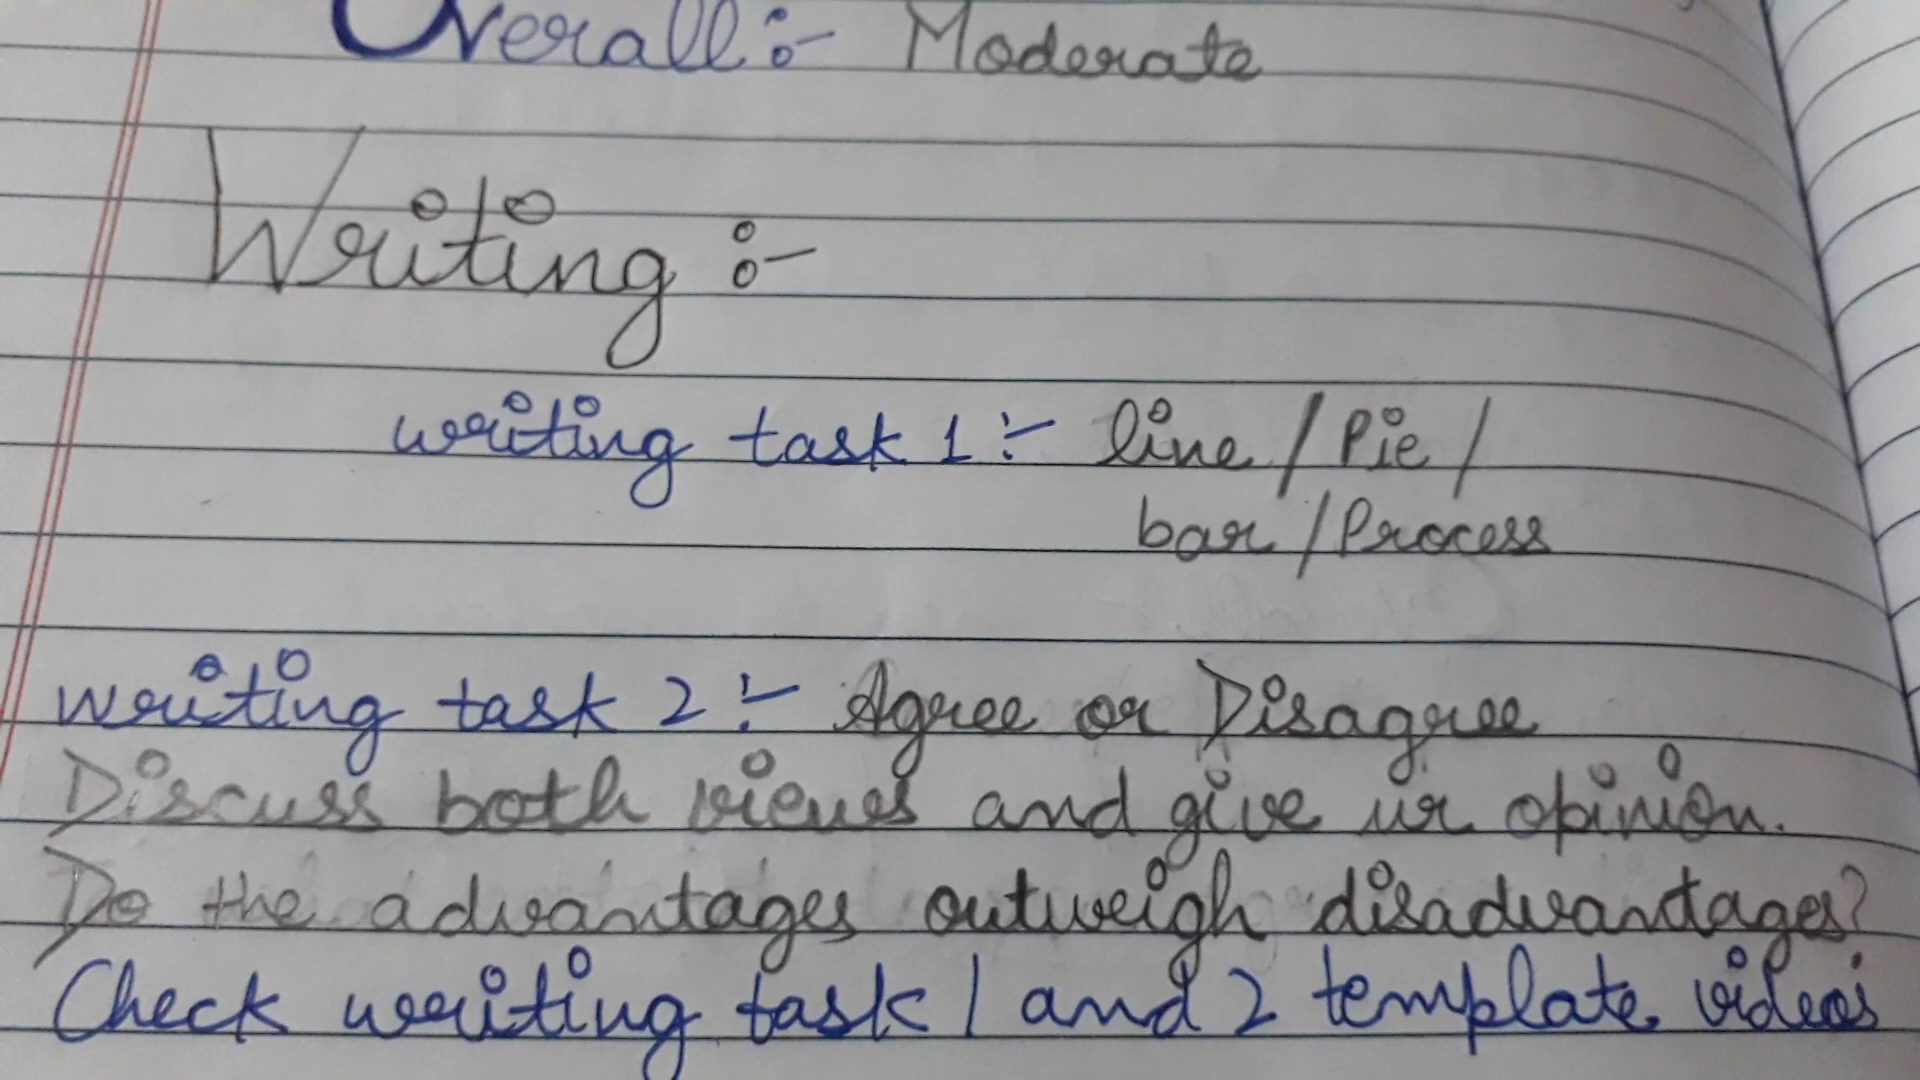 Overall :- Moderate
Writing :-
writing task 1 :- line / Pie /
bar / Process
writing task 2 :- Agree or Disagree
Discuss both views and give ur opinion.
Do the advantages outweigh disadvantages?
Check writing task 1 and 2 template videos